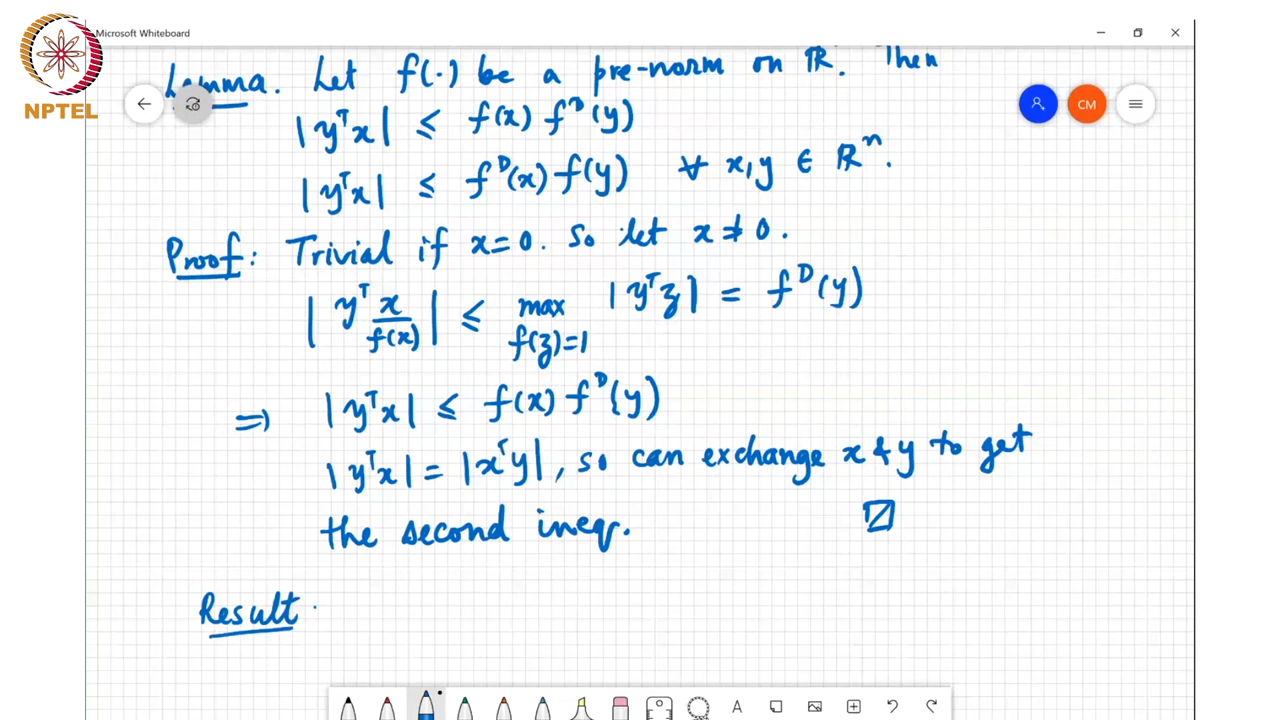 Microsoft Whiteboard
NPTEL
Lemma. Let f(·) be a pre-norm on ℝ. Then
|yᵀx| ≤ f(x) fᴰ(y)
|yᵀx| ≤ fᴰ(x) f(y) ∀ x,y ∈ ℝⁿ.
Proof: Trivial if x=0. So let x≠0.
|yᵀ x/f(x)| ≤ max f(z)=1 |yᵀz| = fᴰ(y)
⇒ |yᵀx| ≤ f(x) fᴰ(y)
|yᵀx| = |xᵀy|, so can exchange x & y to get
the second ineq.
Result.
CM
A